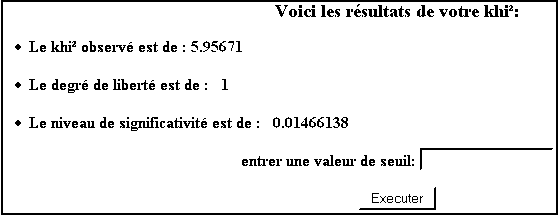 Voici les résultats de votre khi²:
• Le khi² observé est de : 5.95671
• Le degré de liberté est de : 1
• Le niveau de significativité est de : 0.01466138
entrer une valeur de seuil:
Executer